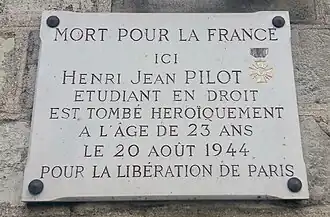 MORT POUR LA FRANCE
ICI
HENRI JEAN PILOT
ETUDIANT EN DROIT
EST TOMBÉ HEROÏQUEMENT
A L'ÂGE DE 23 ANS
LE 20 AOÛT 1944
POUR LA LIBÉRATION DE PARIS